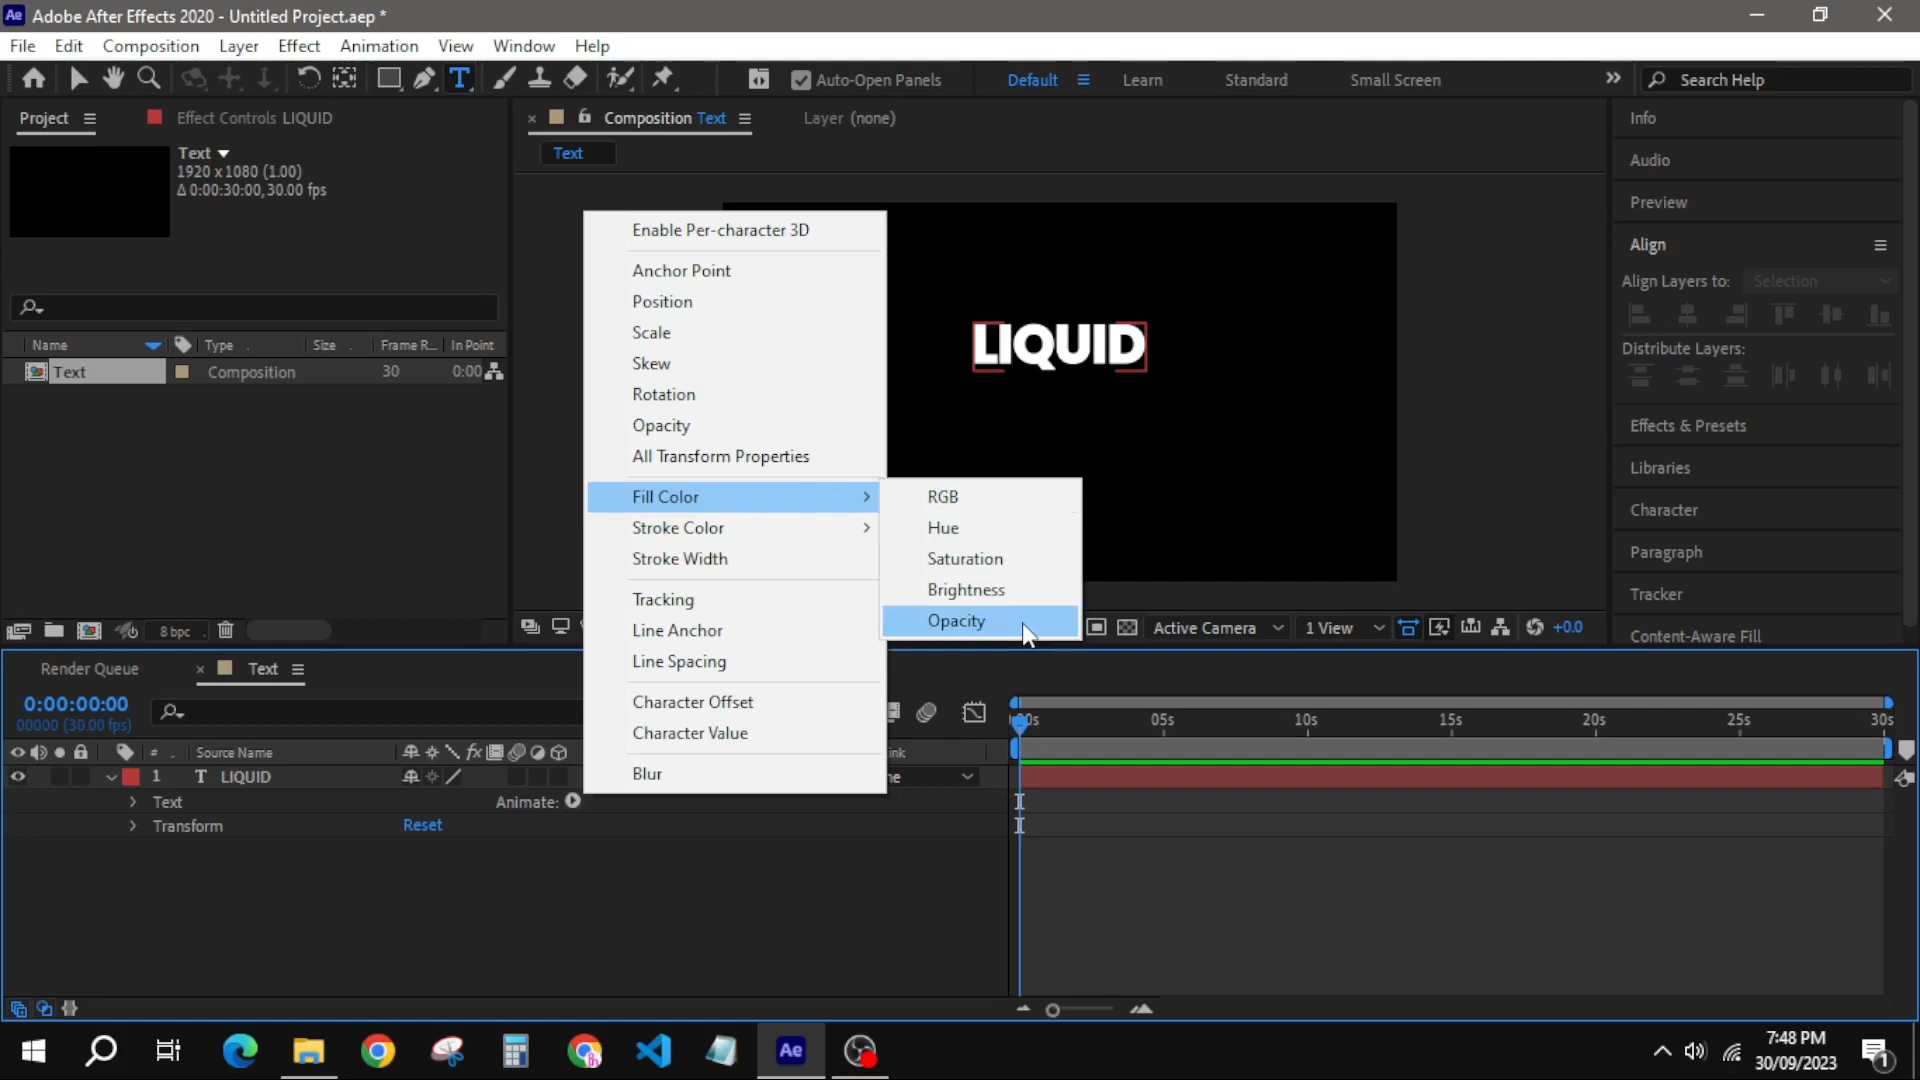 Ae Adobe After Effects 2020 - Untitled Project.aep *
File Edit Composition Layer Effect Animation View Window Help
T Auto-Open Panels Default Learn Standard Small Screen Search Help
Project Effect Controls LIQUID
Composition Text Layer (none)
Text
1920 x 1080 (1.00)
Δ 0:00:30:00, 30.00 fps
Text
Name Type Size Frame R... In Point
Text Composition 30 0:00
8 bpc
LIQUID
Enable Per-character 3D
Anchor Point
Position
Scale
Skew
Rotation
Opacity
All Transform Properties
Fill Color
Stroke Color
Stroke Width
Tracking
Line Anchor
Line Spacing
Character Offset
Character Value
Blur
RGB
Hue
Saturation
Brightness
Opacity
Active Camera 1 View +0.0
Info
Audio
Preview
Align
Align Layers to: Selection
Distribute Layers:
Effects & Presets
Libraries
Character
Paragraph
Tracker
Content-Aware Fill
Render Queue Text
0:00:00:00
00000 (30.00 fps)
05s 10s 15s 20s 25s 30s
# Source Name fx
1 T LIQUID
Text Animate:
Transform Reset
Ae
7:48 PM
30/09/2023
1